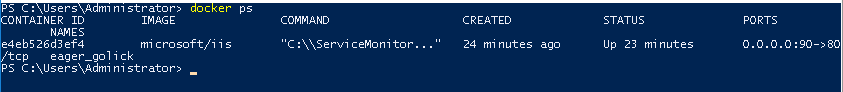 PS C:\Users\Administrator> docker ps
CONTAINER ID        IMAGE               COMMAND                  CREATED             STATUS              PORTS
         NAMES
e4eb526d3ef4        microsoft/iis       "C:\\ServiceMonitor..."   24 minutes ago      Up 23 minutes       0.0.0.0:90->80
/tcp   eager_golick
PS C:\Users\Administrator>